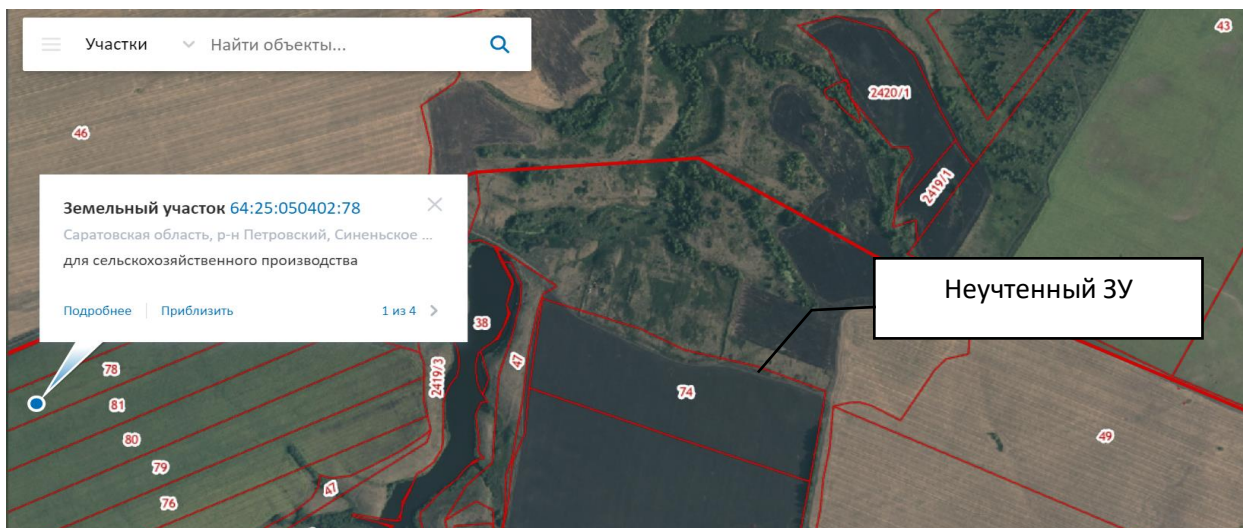 Участки Найти объекты...
43
2420/1
46
2419/1
Земельный участок 64:25:050402:78
Саратовская область, р-н Петровский, Синеньское ...
для сельскохозяйственного производства
Подробнее Приблизить 1 из 4
Неучтенный ЗУ
38
47
2419/3
78
81
74
80
49
79
47
76